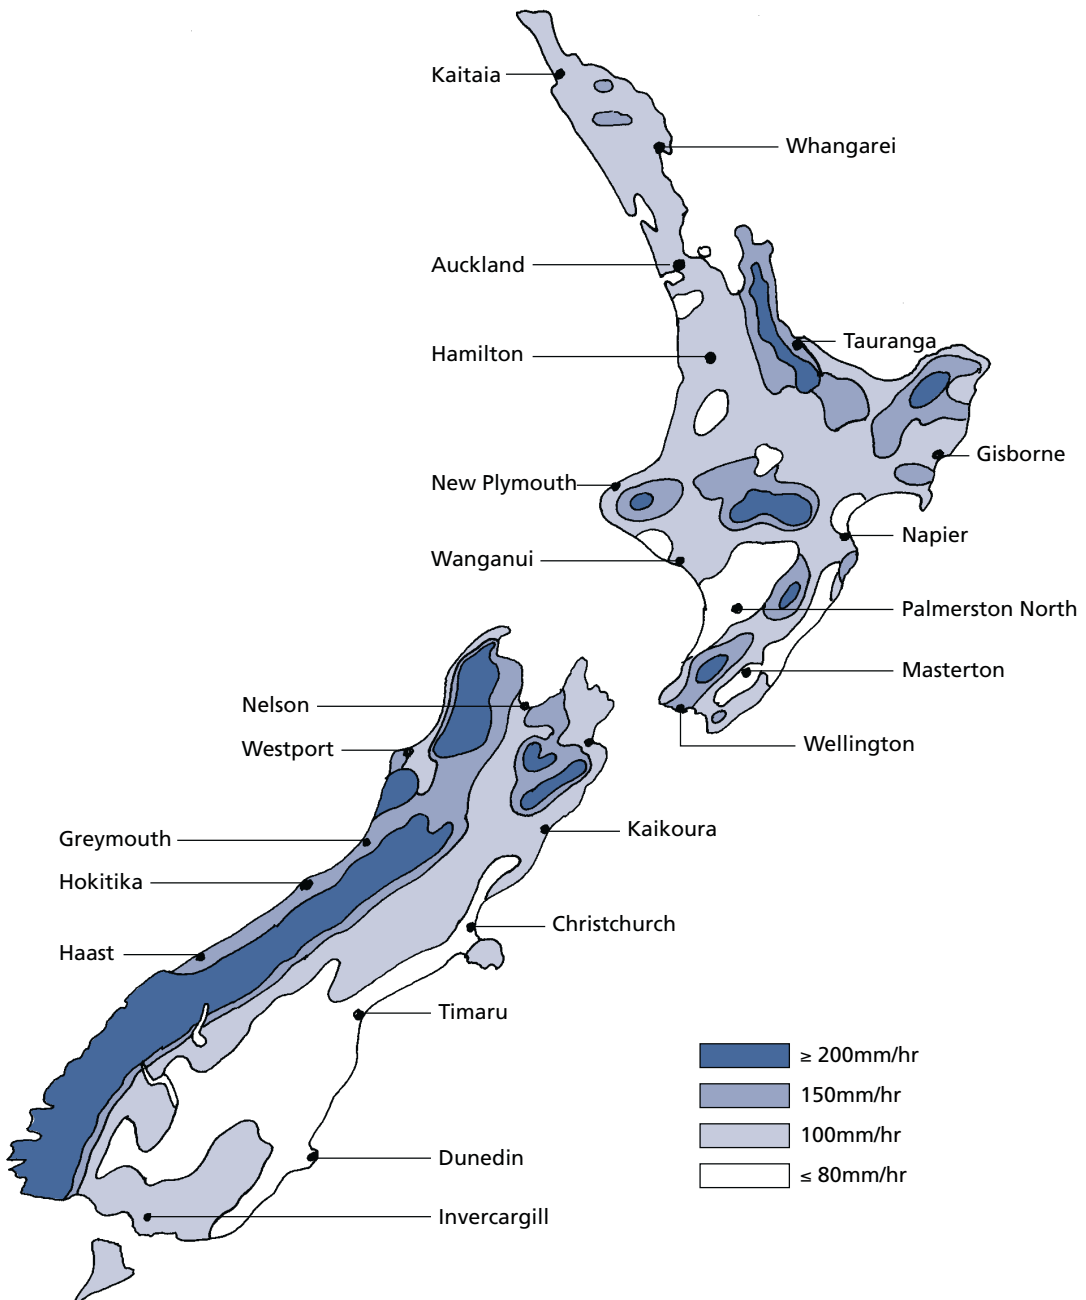 Kaitaia
Whangarei
Auckland
Tauranga
Hamilton
Gisborne
New Plymouth
Napier
Wanganui
Palmerston North
Masterton
Nelson
Wellington
Westport
Kaikoura
Greymouth
Hokitika
Christchurch
Haast
Timaru
≥ 200mm/hr
150mm/hr
100mm/hr
≤ 80mm/hr
Dunedin
Invercargill